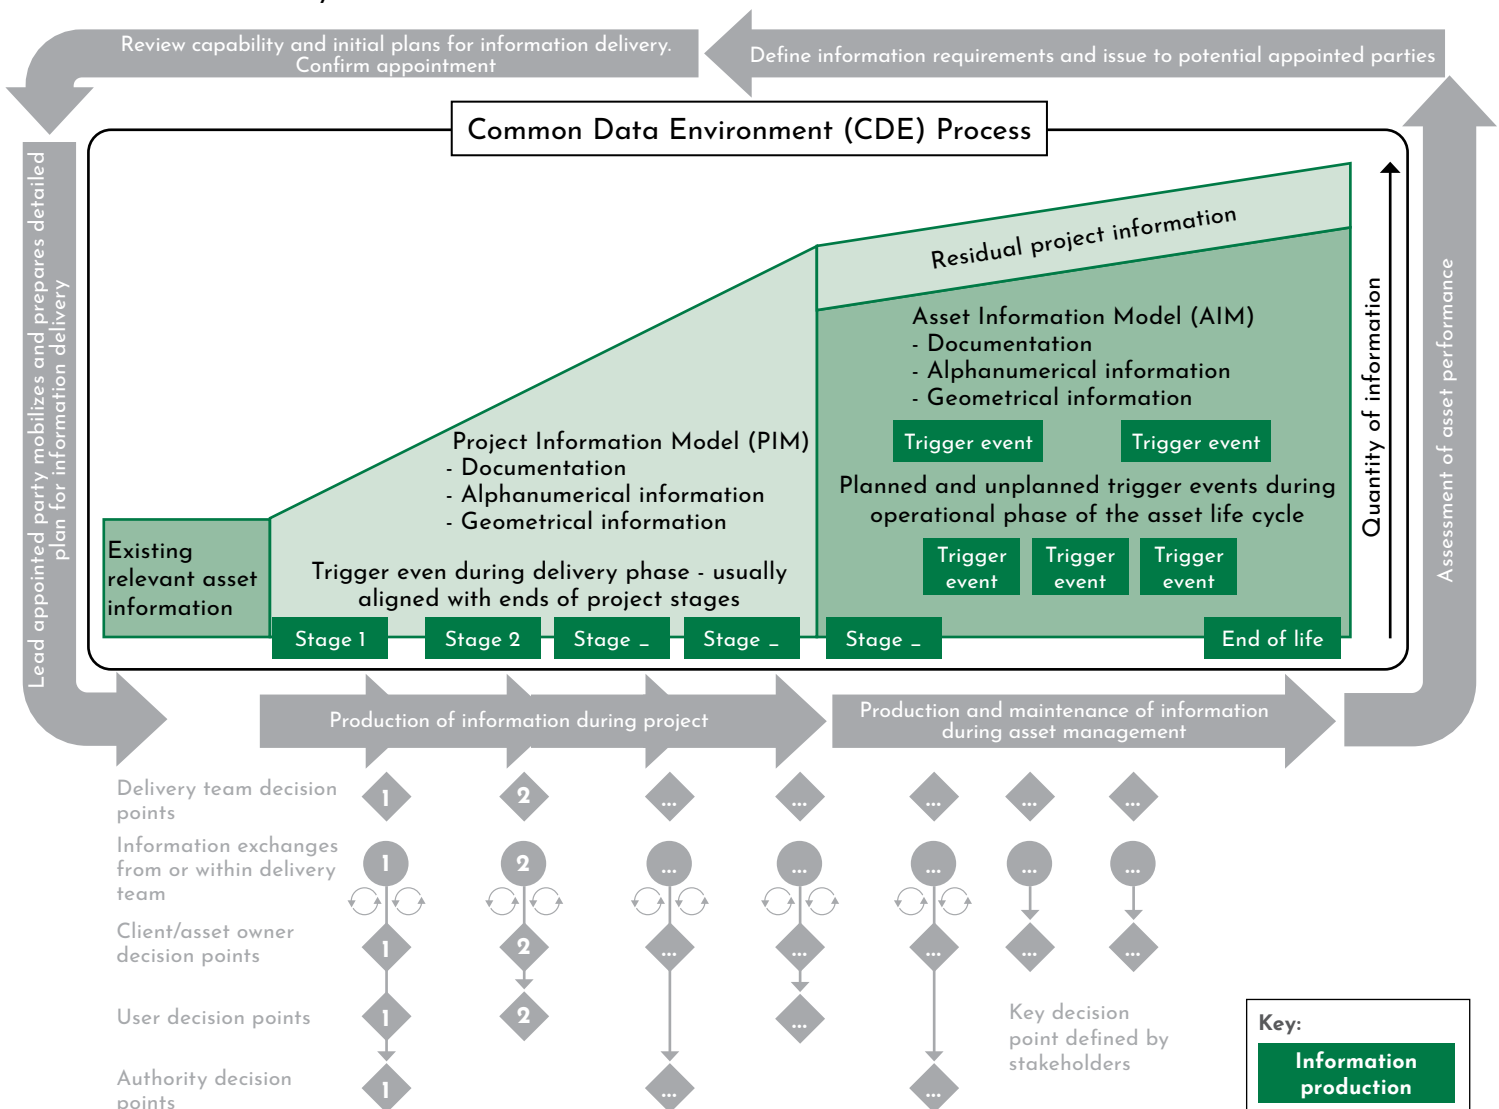 Review capability and initial plans for information delivery.
Confirm appointment
Define information requirements and issue to potential appointed parties
Common Data Environment (CDE) Process
Lead appointed party mobilizes and prepares detailed
plan for information delivery
Residual project information
Asset Information Model (AIM)
- Documentation
- Alphanumerical information
- Geometrical information
Trigger event
Trigger event
Planned and unplanned trigger events during
operational phase of the asset life cycle
Trigger
event
Trigger
event
Trigger
event
Project Information Model (PIM)
- Documentation
- Alphanumerical information
- Geometrical information
Trigger even during delivery phase - usually
aligned with ends of project stages
Existing
relevant asset
information
Stage 1
Stage 2
Stage _
Stage _
Stage _
End of life
Quantity of information
Assessment of asset performance
Production of information during project
Production and maintenance of information
during asset management
Delivery team decision
points
1
2
...
...
...
...
...
Information exchanges
from or within delivery
team
1
2
...
...
...
...
...
Client/asset owner
decision points
1
2
...
...
...
...
...
User decision points
1
2
...
Key decision
point defined by
stakeholders
Authority decision
points
1
...
...
Key:
Information
production